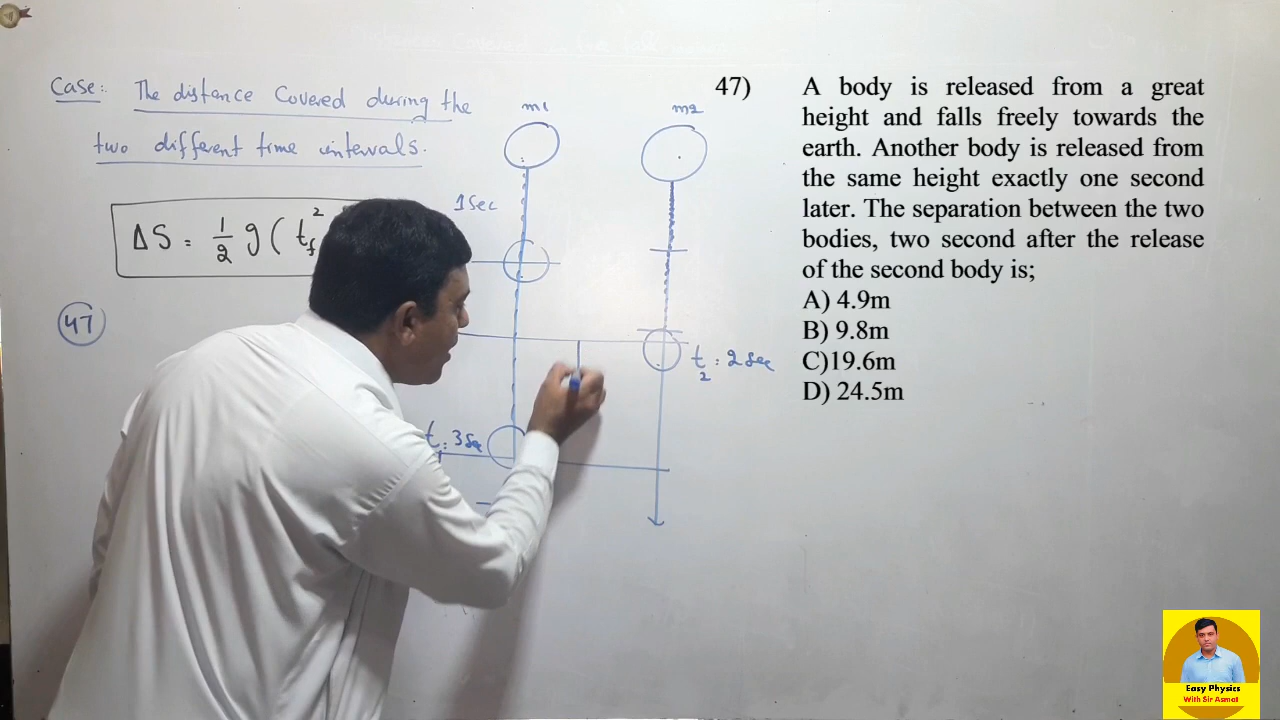 Case:. The distance Covered during the
two different time intervals.
ΔS = 1/2 g ( t_f^2
47
m1
m2
1 Sec
t_2 = 2 Sec
t_1 = 3 Sec
47) A body is released from a great
height and falls freely towards the
earth. Another body is released from
the same height exactly one second
later. The separation between the two
bodies, two second after the release
of the second body is;
A) 4.9m
B) 9.8m
C)19.6m
D) 24.5m
Easy Physics
With Sir Asmat